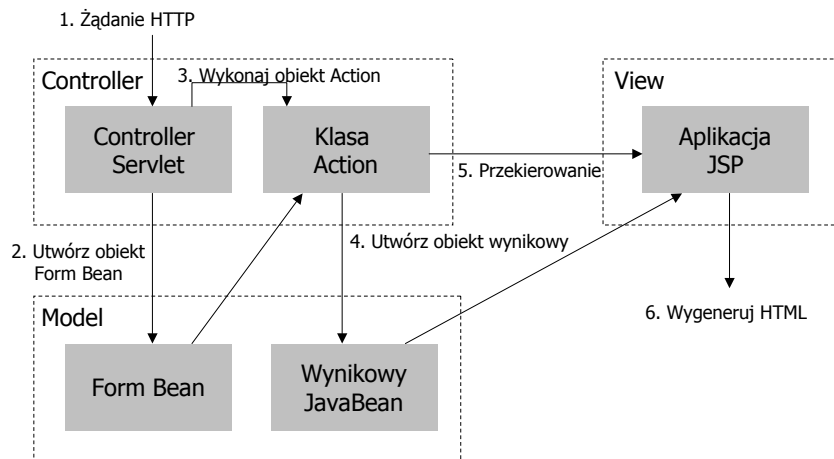 1. Żądanie HTTP
Controller
3. Wykonaj obiekt Action
View
Controller
Servlet
Klasa
Action
Aplikacja
JSP
5. Przekierowanie
2. Utwórz obiekt
Form Bean
4. Utwórz obiekt wynikowy
6. Wygeneruj HTML
Model
Form Bean
Wynikowy
JavaBean